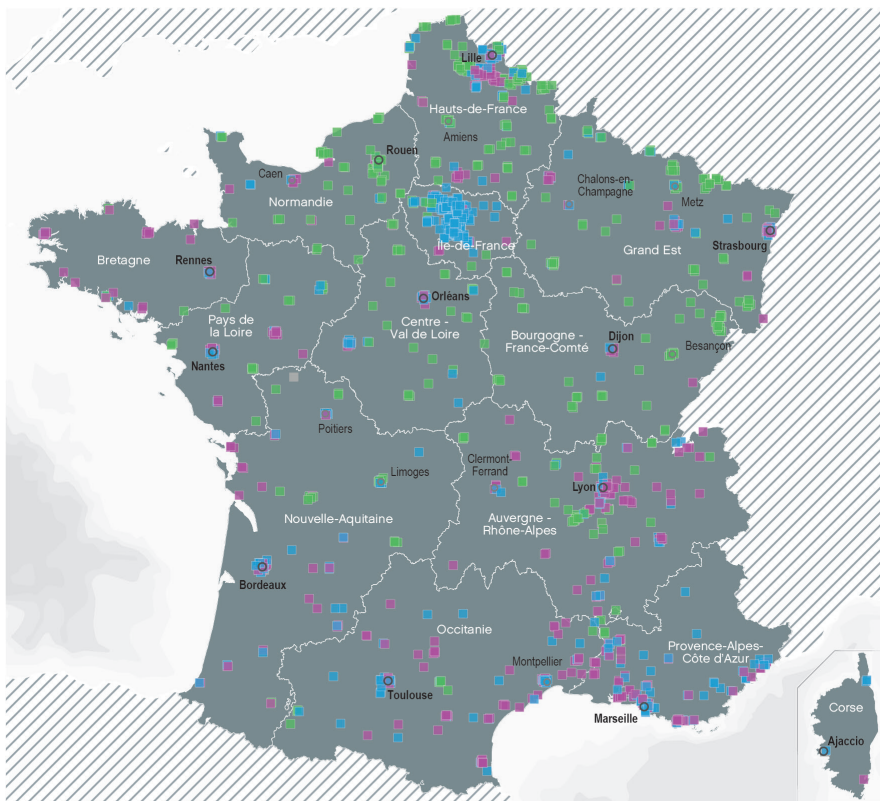 Lille
Hauts-de-France
Amiens
Rouen
Caen
Normandie
Chalons-en-
Champagne
Metz
Île-de-France
Grand Est
Strasbourg
Bretagne
Rennes
Orléans
Pays de
la Loire
Centre -
Val de Loire
Bourgogne -
France-Comté
Dijon
Besançon
Nantes
Poitiers
Limoges
Clermont-
Ferrand
Lyon
Nouvelle-Aquitaine
Auvergne -
Rhône-Alpes
Bordeaux
Occitanie
Provence-Alpes-
Côte d'Azur
Montpellier
Toulouse
Marseille
Corse
Ajaccio